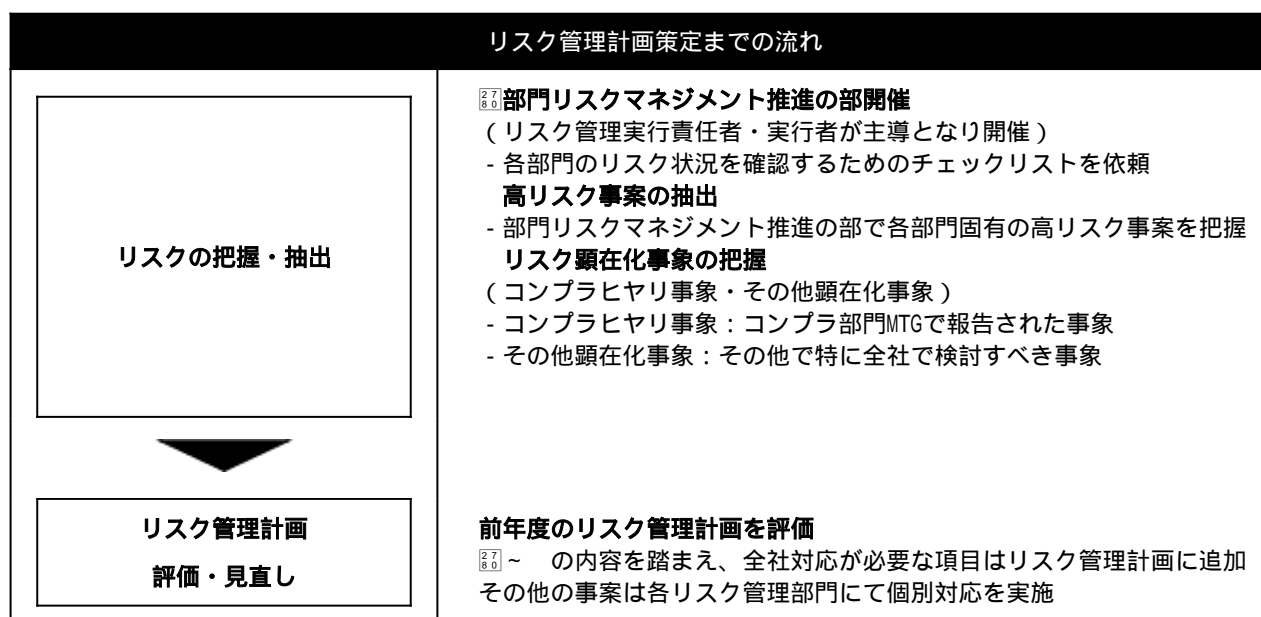 リスク管理計画策定までの流れ
リスクの把握・抽出
➀部門リスクマネジメント推進の部開催
(リスク管理実行責任者・実行者が主導となり開催)
- 各部門のリスク状況を確認するためのチェックリストを依頼
高リスク事案の抽出
- 部門リスクマネジメント推進の部で各部門固有の高リスク事案を把握
リスク顕在化事象の把握
(コンプラヒヤリ事象・その他顕在化事象)
- コンプラヒヤリ事象:コンプラ部門MTGで報告された事象
- その他顕在化事象:その他で特に全社で検討すべき事象
リスク管理計画
評価・見直し
前年度のリスク管理計画を評価
➀~ の内容を踏まえ、全社対応が必要な項目はリスク管理計画に追加
その他の事案は各リスク管理部門にて個別対応を実施